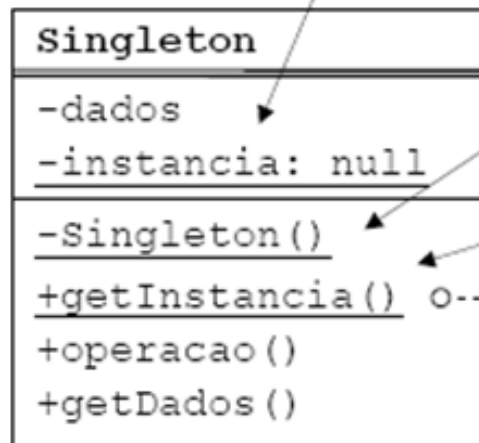 Singleton
-dados
-instancia: null
-Singleton()
+getInstancia() o--
+operacao()
+getDados()